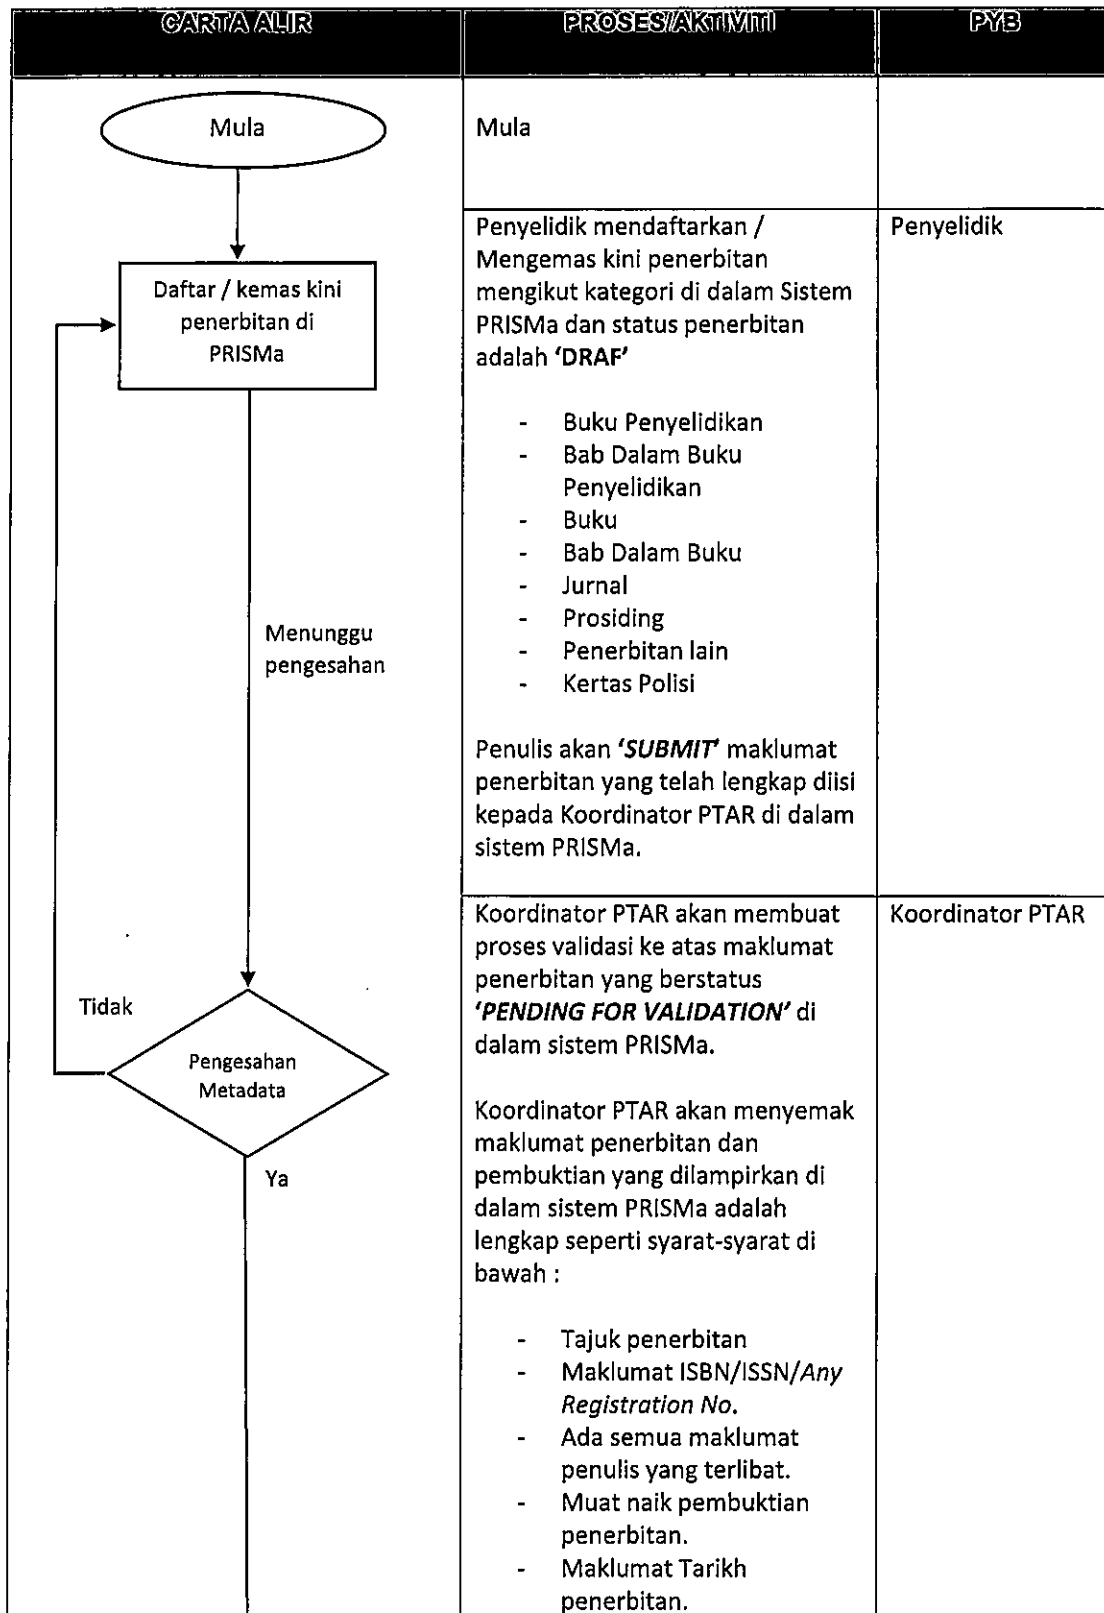 CARTA ALIR
PROSES/AKTIVITI
PYB
Mula
Mula
Daftar / kemas kini
penerbitan di
PRISMa
Penyelidik mendaftarkan /
Mengemas kini penerbitan
mengikut kategori di dalam Sistem
PRISMa dan status penerbitan
adalah ‘DRAF’
- Buku Penyelidikan
- Bab Dalam Buku
Penyelidikan
- Buku
- Bab Dalam Buku
- Jurnal
- Prosiding
- Penerbitan lain
- Kertas Polisi
Penulis akan ‘SUBMIT’ maklumat
penerbitan yang telah lengkap diisi
kepada Koordinator PTAR di dalam
sistem PRISMa.
Penyelidik
Menunggu
pengesahan
Tidak
Pengesahan
Metadata
Ya
Koordinator PTAR akan membuat
proses validasi ke atas maklumat
penerbitan yang berstatus
‘PENDING FOR VALIDATION’ di
dalam sistem PRISMa.
Koordinator PTAR akan menyemak
maklumat penerbitan dan
pembuktian yang dilampirkan di
dalam sistem PRISMa adalah
lengkap seperti syarat-syarat di
bawah :
- Tajuk penerbitan
- Maklumat ISBN/ISSN/Any
Registration No.
- Ada semua maklumat
penulis yang terlibat.
- Muat naik pembuktian
penerbitan.
- Maklumat Tarikh
penerbitan.
Koordinator PTAR